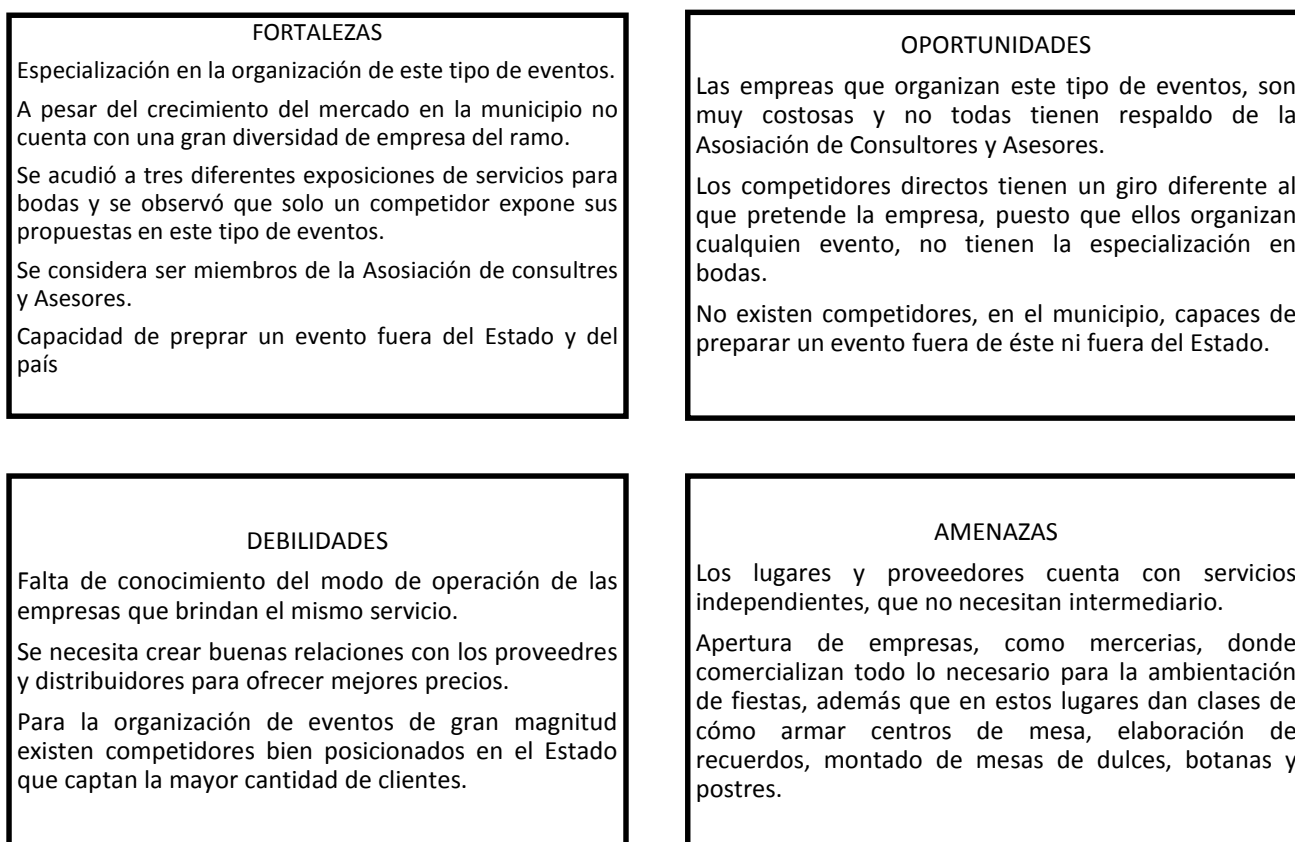 FORTALEZAS
Especialización en la organización de este tipo de eventos.
A pesar del crecimiento del mercado en la municipio no
cuenta con una gran diversidad de empresa del ramo.
Se acudió a tres diferentes exposiciones de servicios para
bodas y se observó que solo un competidor expone sus
propuestas en este tipo de eventos.
Se considera ser miembros de la Asosiación de consultres
y Asesores.
Capacidad de preprar un evento fuera del Estado y del
país
OPORTUNIDADES
Las empreas que organizan este tipo de eventos, son
muy costosas y no todas tienen respaldo de la
Asosiación de Consultores y Asesores.
Los competidores directos tienen un giro diferente al
que pretende la empresa, puesto que ellos organizan
cualquien evento, no tienen la especialización en
bodas.
No existen competidores, en el municipio, capaces de
preparar un evento fuera de éste ni fuera del Estado.
DEBILIDADES
Falta de conocimiento del modo de operación de las
empresas que brindan el mismo servicio.
Se necesita crear buenas relaciones con los proveedres
y distribuidores para ofrecer mejores precios.
Para la organización de eventos de gran magnitud
existen competidores bien posicionados en el Estado
que captan la mayor cantidad de clientes.
AMENAZAS
Los lugares y proveedores cuenta con servicios
independientes, que no necesitan intermediario.
Apertura de empresas, como mercerias, donde
comercializan todo lo necesario para la ambientación
de fiestas, además que en estos lugares dan clases de
cómo armar centros de mesa, elaboración de
recuerdos, montado de mesas de dulces, botanas y
postres.